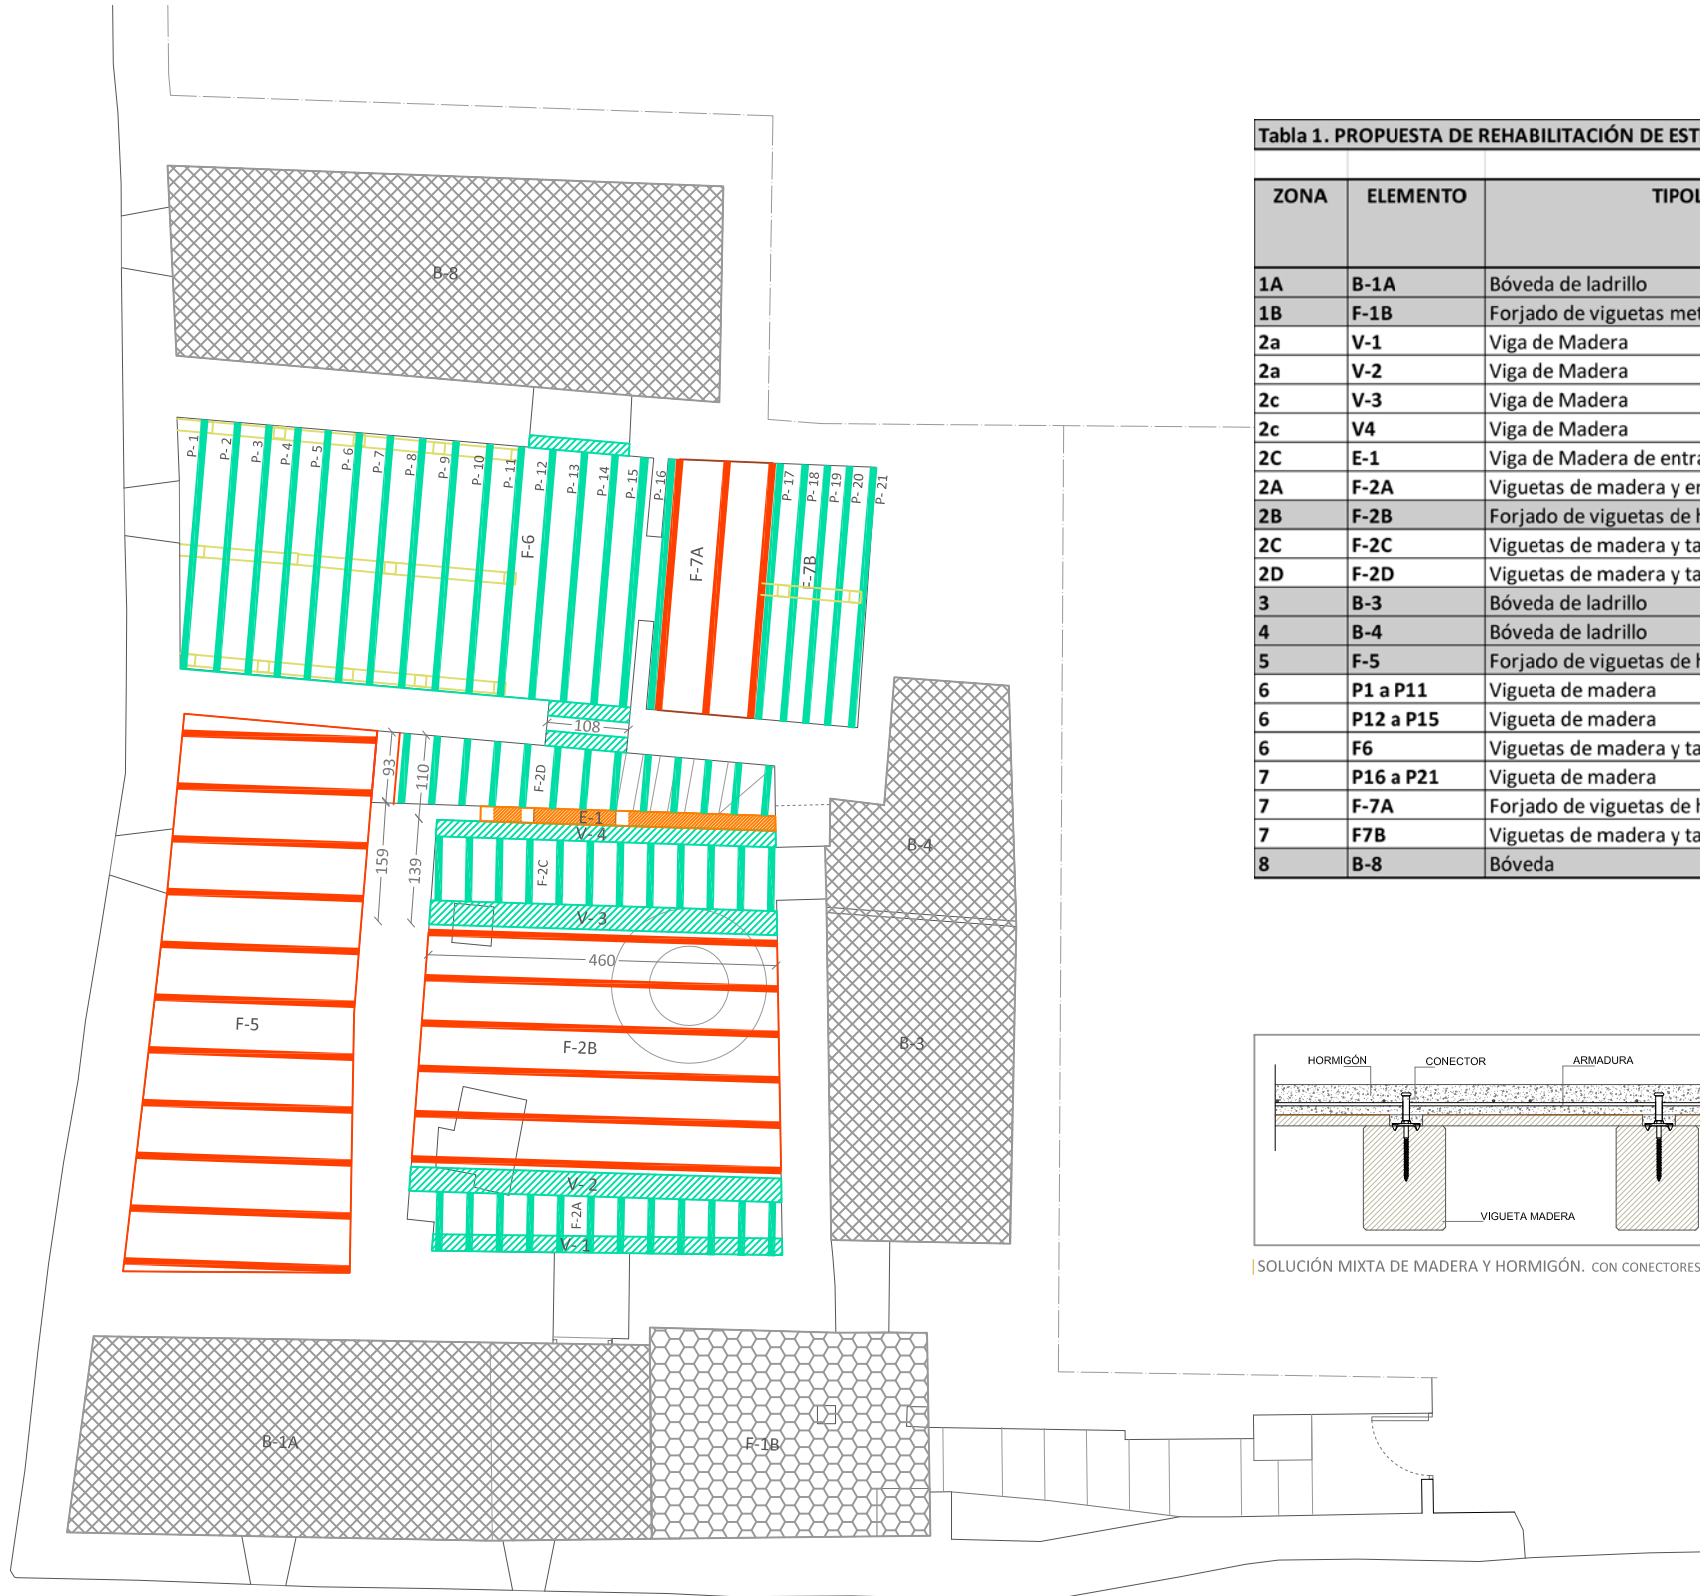 B-8
P- 1
P- 2
P- 3
P- 4
P- 5
P- 6
P- 7
P- 8
P- 9
P- 10
P- 11
P- 12
P- 13
P- 14
P- 15
P- 16
P- 17
P- 18
P- 19
P- 20
P- 21
F-6
F-7A
F-7B
108
93
110
F-2D
E-1
V- 4
159
139
F-2C
B-4
V- 3
460
F-5
F-2B
B-3
V- 2
F-2A
V- 1
B-1A
F-1B
Tabla 1. PROPUESTA DE REHABILITACIÓN DE EST
ZONA ELEMENTO TIPOL
1A B-1A Bóveda de ladrillo
1B F-1B Forjado de viguetas met
2a V-1 Viga de Madera
2a V-2 Viga de Madera
2c V-3 Viga de Madera
2c V4 Viga de Madera
2C E-1 Viga de Madera de entra
2A F-2A Viguetas de madera y en
2B F-2B Forjado de viguetas de h
2C F-2C Viguetas de madera y ta
2D F-2D Viguetas de madera y ta
3 B-3 Bóveda de ladrillo
4 B-4 Bóveda de ladrillo
5 F-5 Forjado de viguetas de h
6 P1 a P11 Vigueta de madera
6 P12 a P15 Vigueta de madera
6 F6 Viguetas de madera y ta
7 P16 a P21 Vigueta de madera
7 F-7A Forjado de viguetas de h
7 F7B Viguetas de madera y ta
8 B-8 Bóveda
HORMIGÓN CONECTOR ARMADURA
VIGUETA MADERA
SOLUCIÓN MIXTA DE MADERA Y HORMIGÓN. CON CONECTORES